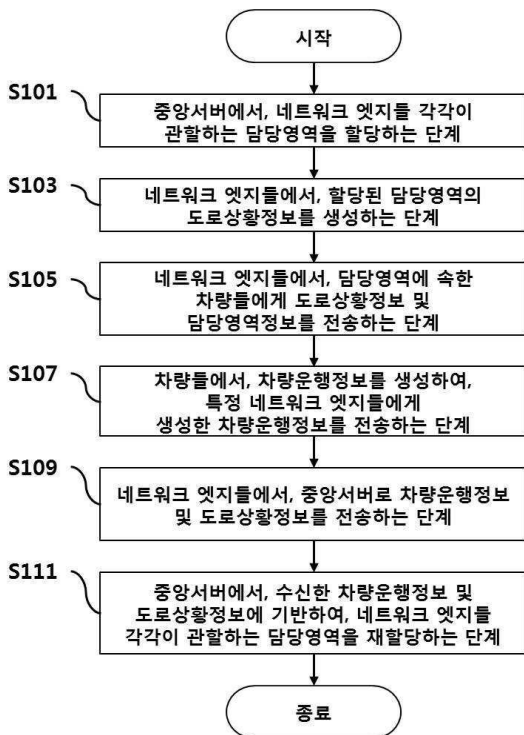 시작
S101
중앙서버에서, 네트워크 엣지들 각각이
관할하는 담당영역을 할당하는 단계
S103
네트워크 엣지들에서, 할당된 담당영역의
도로상황정보를 생성하는 단계
S105
네트워크 엣지들에서, 담당영역에 속한
차량들에게 도로상황정보 및
담당영역정보를 전송하는 단계
S107
차량들에서, 차량운행정보를 생성하여,
특정 네트워크 엣지들에게
생성한 차량운행정보를 전송하는 단계
S109
네트워크 엣지들에서, 중앙서버로 차량운행정보
및 도로상황정보를 전송하는 단계
S111
중앙서버에서, 수신한 차량운행정보 및
도로상황정보에 기반하여, 네트워크 엣지들
각각이 관할하는 담당영역을 재할당하는 단계
종료